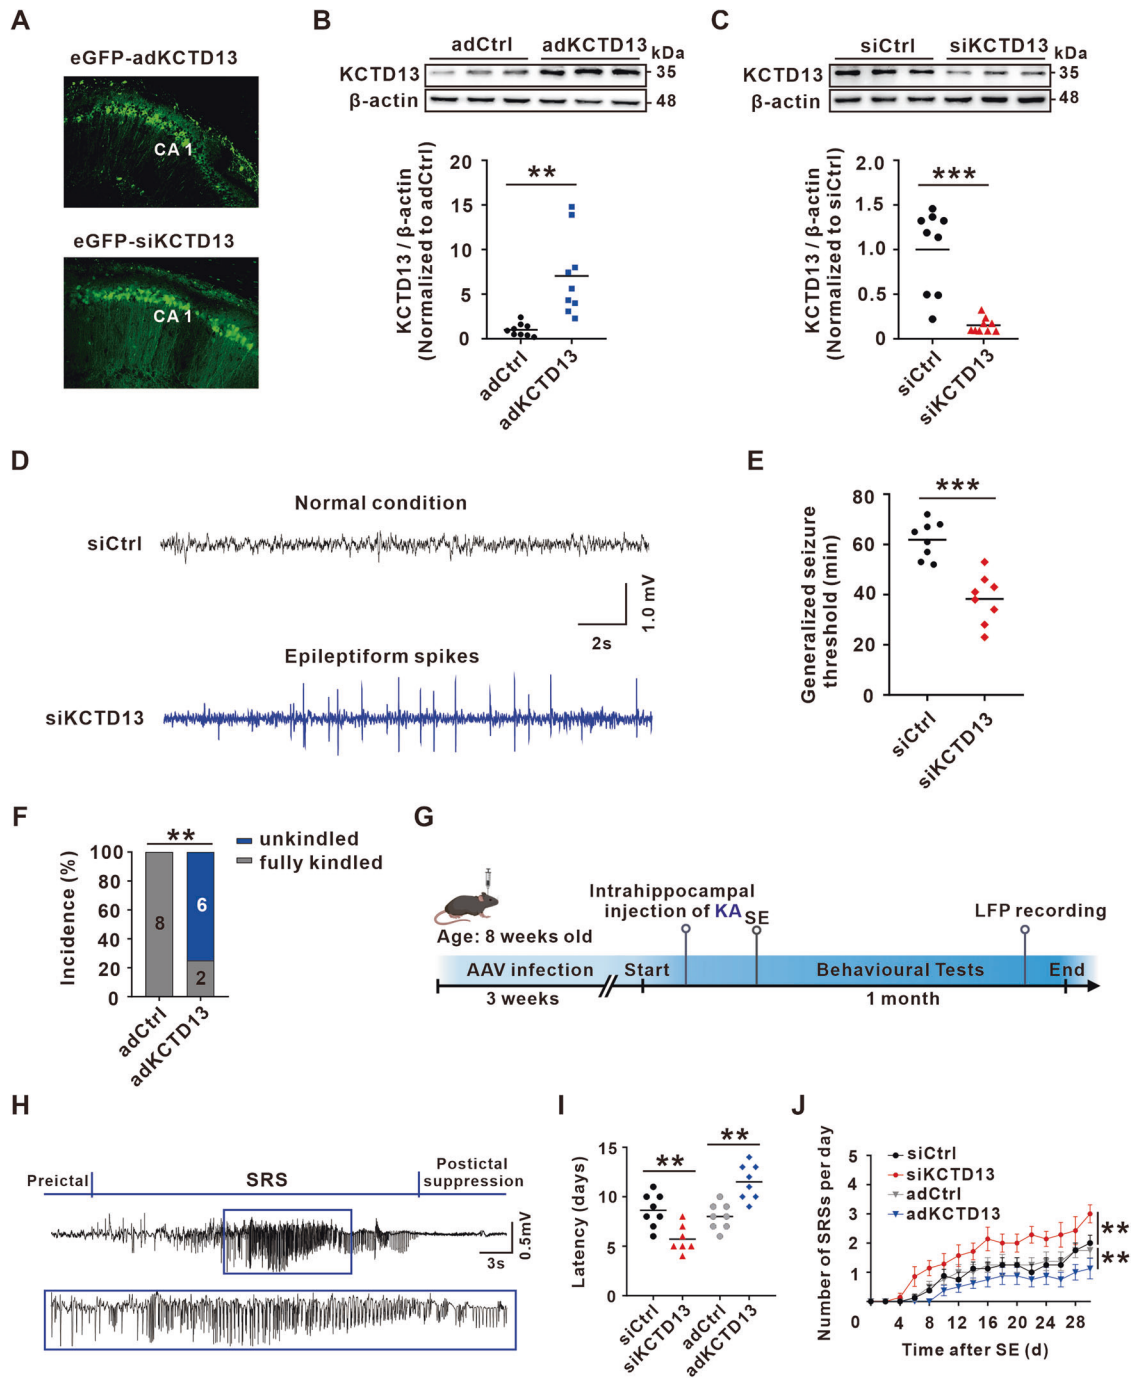 A
eGFP-adKCTD13
CA 1
eGFP-siKCTD13
CA 1
B
adCtrl adKCTD13 kDa
KCTD13 35
β-actin 48
KCTD13 / β-actin
(Normalized to adCtrl)
20
15
10
5
0
**
adCtrl
adKCTD13
C
siCtrl siKCTD13 kDa
KCTD13 35
β-actin 48
KCTD13 / β-actin
(Normalized to siCtrl)
2.0
1.5
1.0
0.5
0
***
siCtrl
siKCTD13
D
Normal condition
siCtrl
1.0 mV
2s
Epileptiform spikes
siKCTD13
E
Generalized seizure
threshold (min)
80
60
40
20
0
***
siCtrl
siKCTD13
F
**
unkindled
fully kindled
Incidence (%)
100
80
60
40
20
0
8
6
2
adCtrl
adKCTD13
G
Intrahippocampal
injection of KA
SE
LFP recording
Age: 8 weeks old
AAV infection Start Behavioural Tests End
3 weeks 1 month
H
Preictal SRS Postictal
suppression
0.5mV
3s
I
Latency (days)
15
10
5
0
**
**
siCtrl
siKCTD13
adCtrl
adKCTD13
J
Number of SRSs per day
5
4
3
2
1
0
siCtrl
siKCTD13
adCtrl
adKCTD13
**
**
0 4 8 12 16 20 24 28
Time after SE (d)